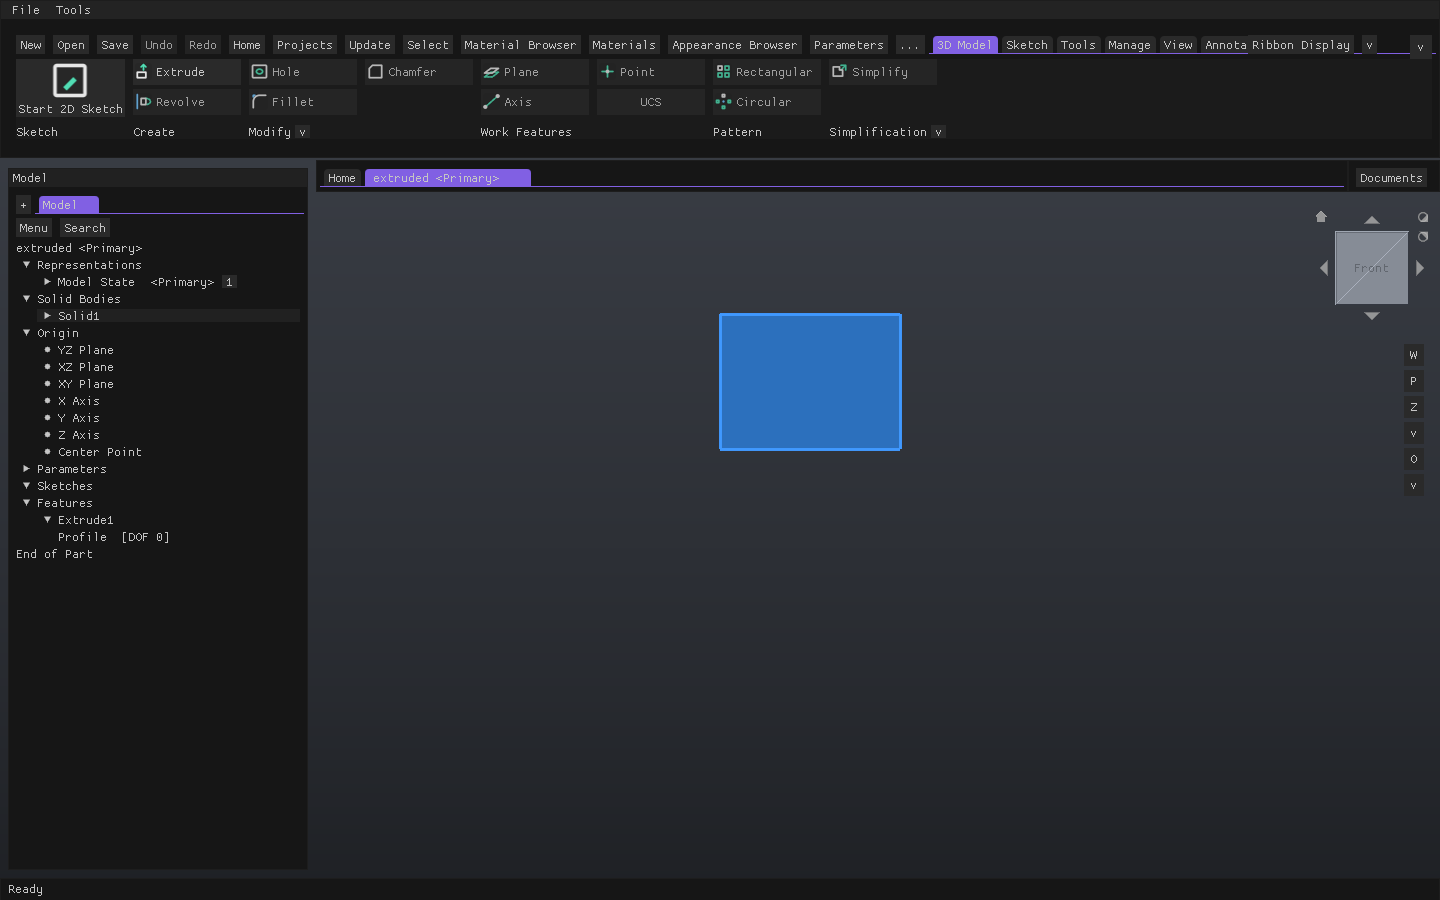 File Tools
New Open Save Undo Redo Home Projects Update Select Material Browser Materials Appearance Browser Parameters ... 3D Model Sketch Tools Manage View Annota Ribbon Display v v
Extrude Hole Chamfer Plane Point Rectangular Simplify
Start 2D Sketch Revolve Fillet Axis UCS Circular
Sketch Create Modify v Work Features Pattern Simplification v
Model
+ Model
Menu Search
extruded <Primary>
Representations
Model State <Primary> 1
Solid Bodies
Solid1
Origin
YZ Plane
XZ Plane
XY Plane
X Axis
Y Axis
Z Axis
Center Point
Parameters
Sketches
Features
Extrude1
Profile [DOF 0]
End of Part
Home extruded <Primary> Documents
Front
W
P
Z
v
O
v
Ready